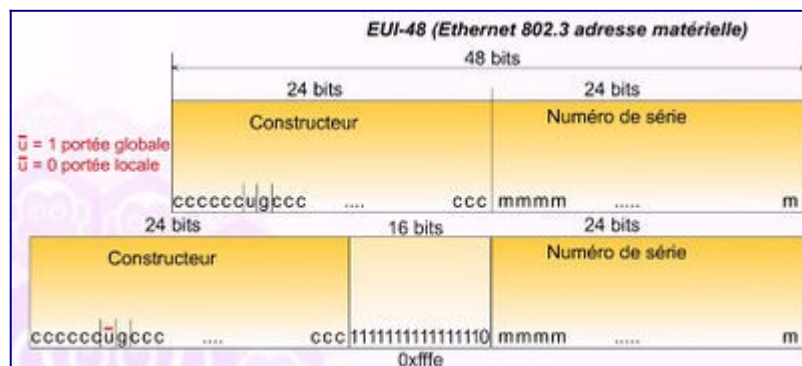 EUI-48 (Ethernet 802.3 adresse matérielle)
48 bits
24 bits 24 bits
Constructeur Numéro de série
ū = 1 portée globale
ū = 0 portée locale
ccccccugccc .... ccc mmmm ..... m
24 bits 16 bits 24 bits
Constructeur Numéro de série
ccccccūgccc .... ccc 1111111111111110 mmmm ..... m
0xfffe